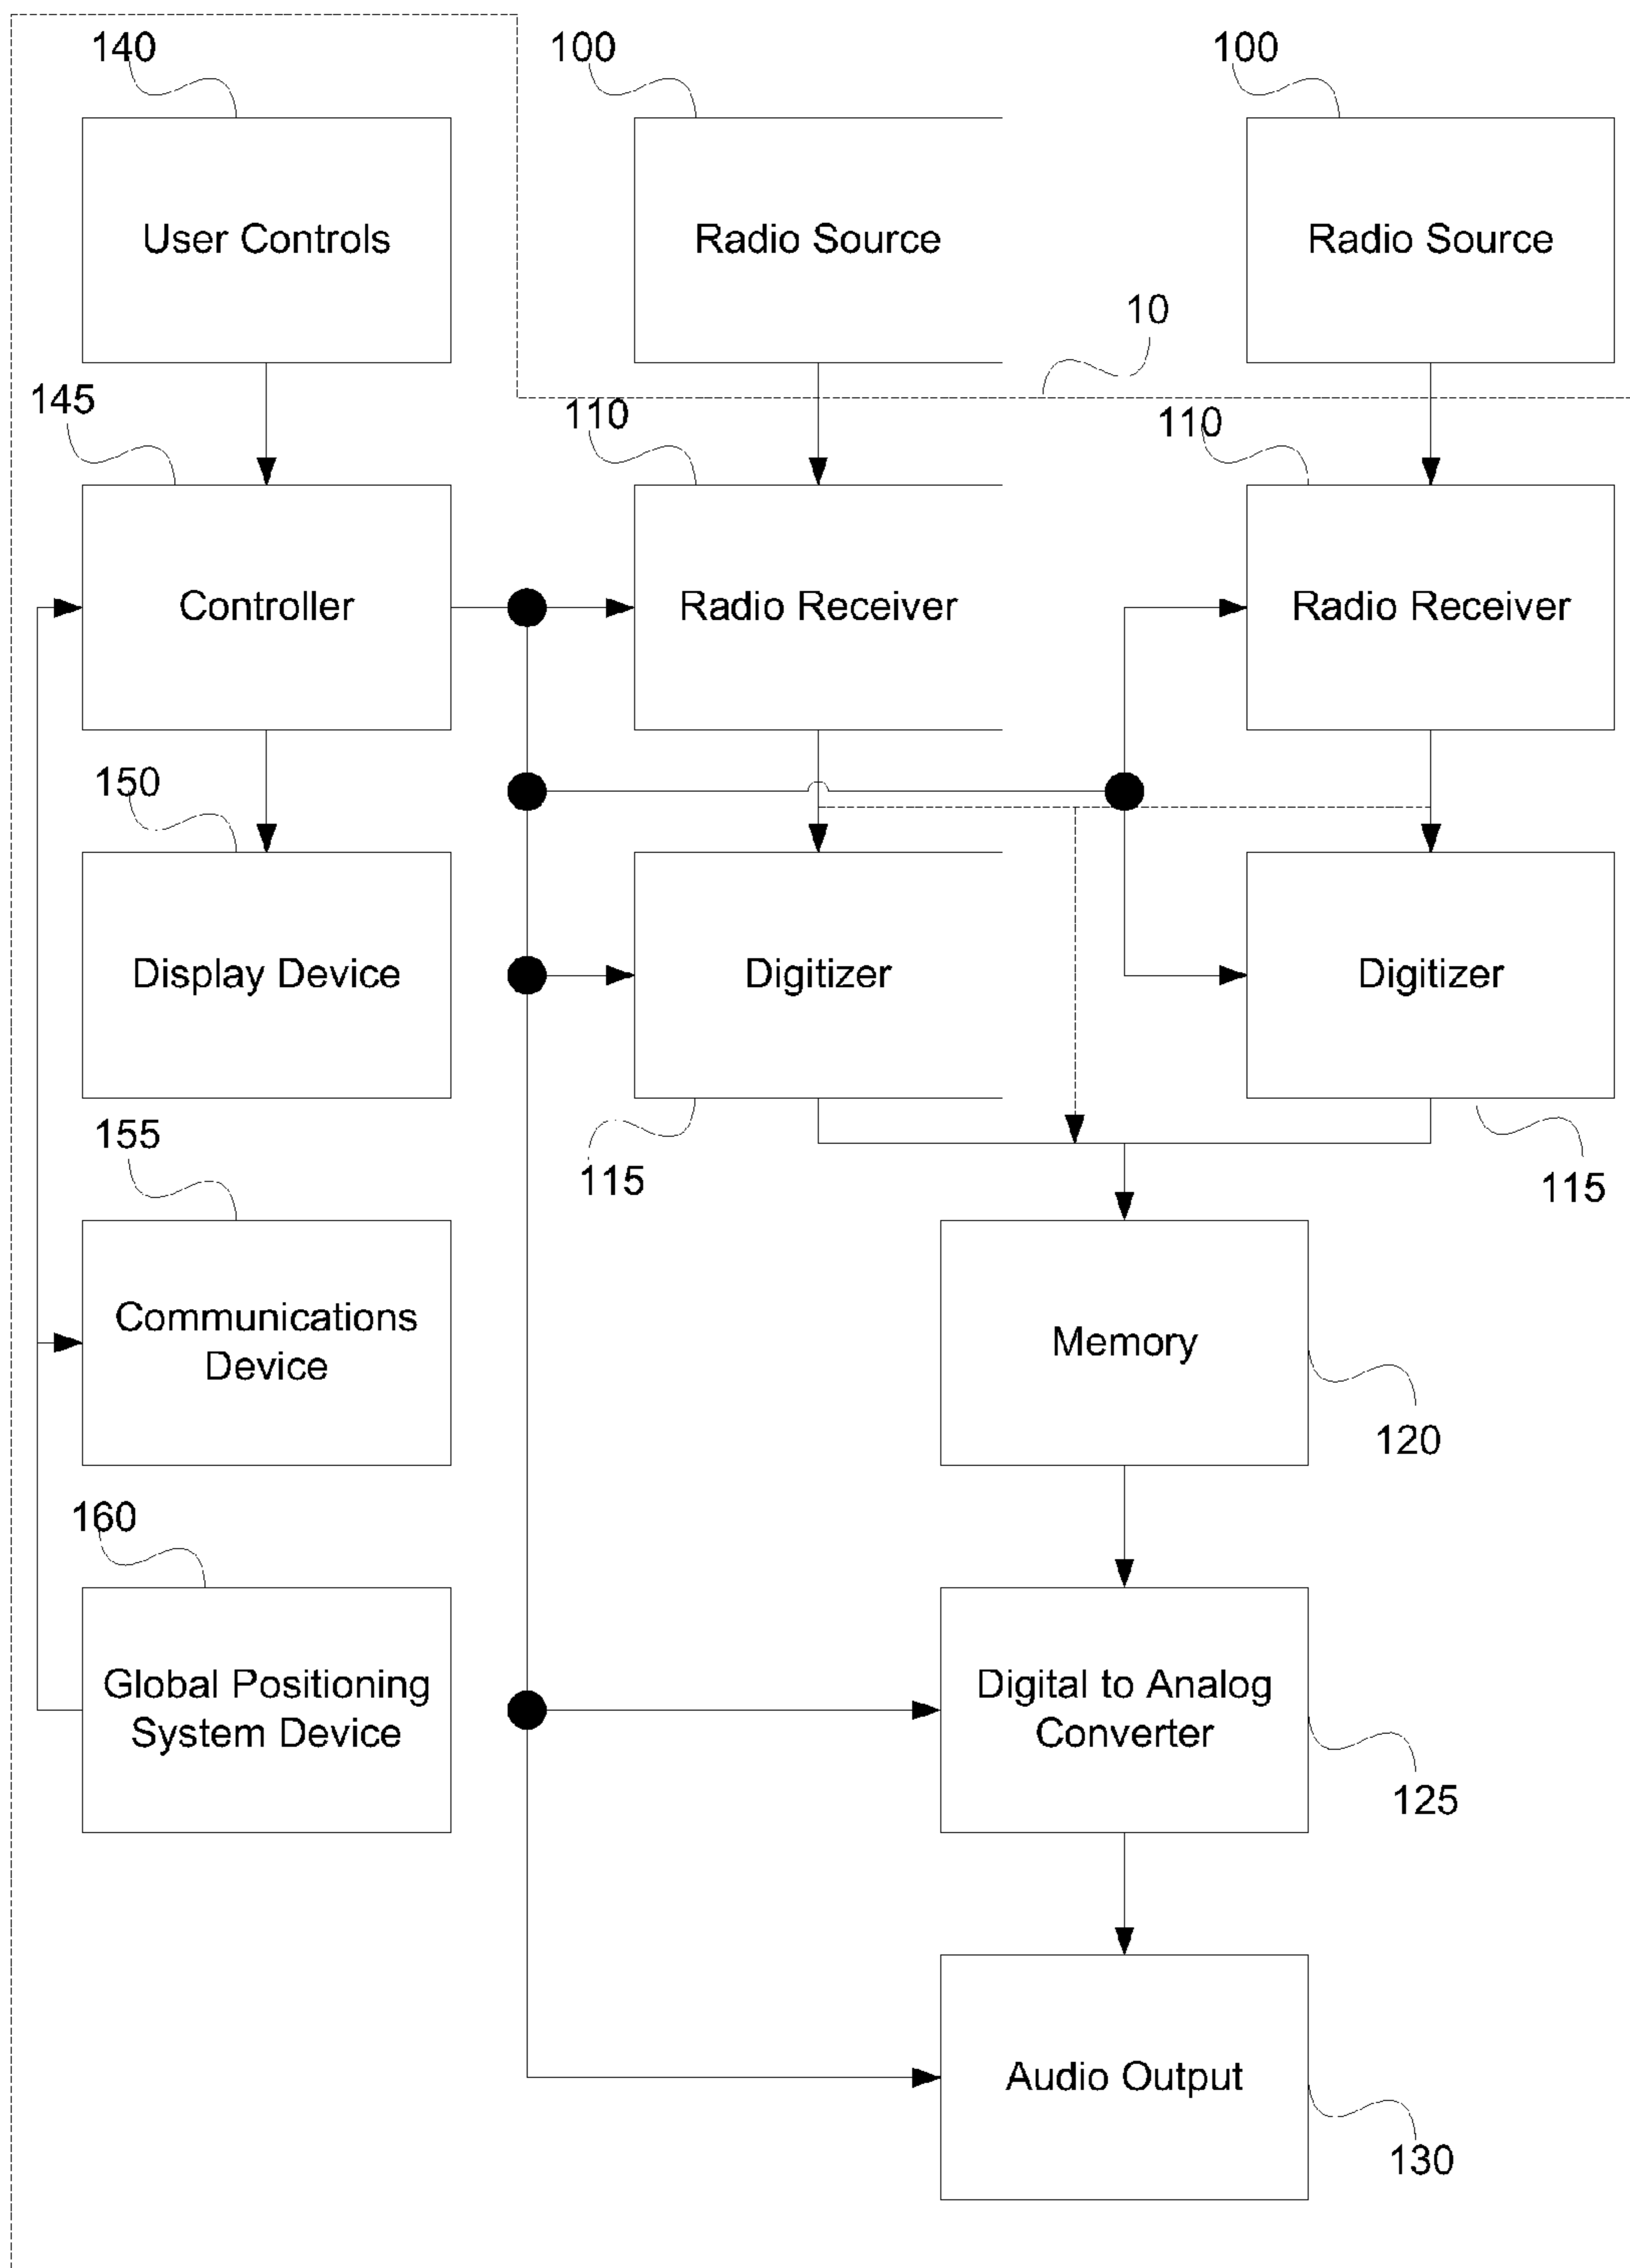 140
100
100
User Controls
Radio Source
Radio Source
10
145
110
110
Controller
Radio Receiver
Radio Receiver
150
Display Device
Digitizer
Digitizer
155
115
115
Communications
Device
Memory
120
160
Global Positioning
System Device
Digital to Analog
Converter
125
Audio Output
130